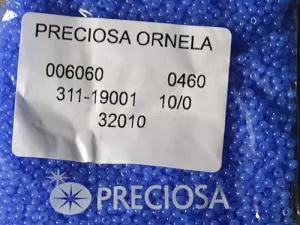 PRECIOSA ORNELA
006060 0460
311-19001 10/0
32010
PRECIOSA